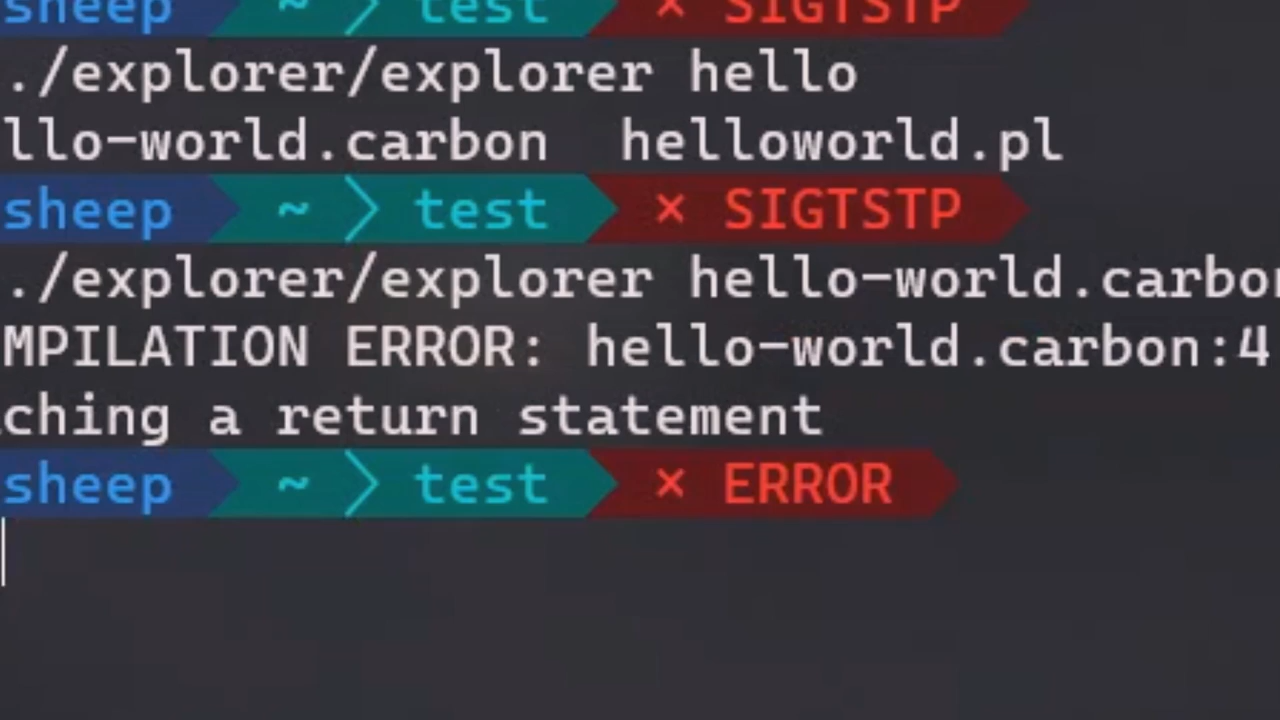 sheep ~ test × SIGTSTP
./explorer/explorer hello
llo-world.carbon helloworld.pl
sheep ~ test × SIGTSTP
./explorer/explorer hello-world.carbon
MPILATION ERROR: hello-world.carbon:4
ching a return statement
sheep ~ test × ERROR